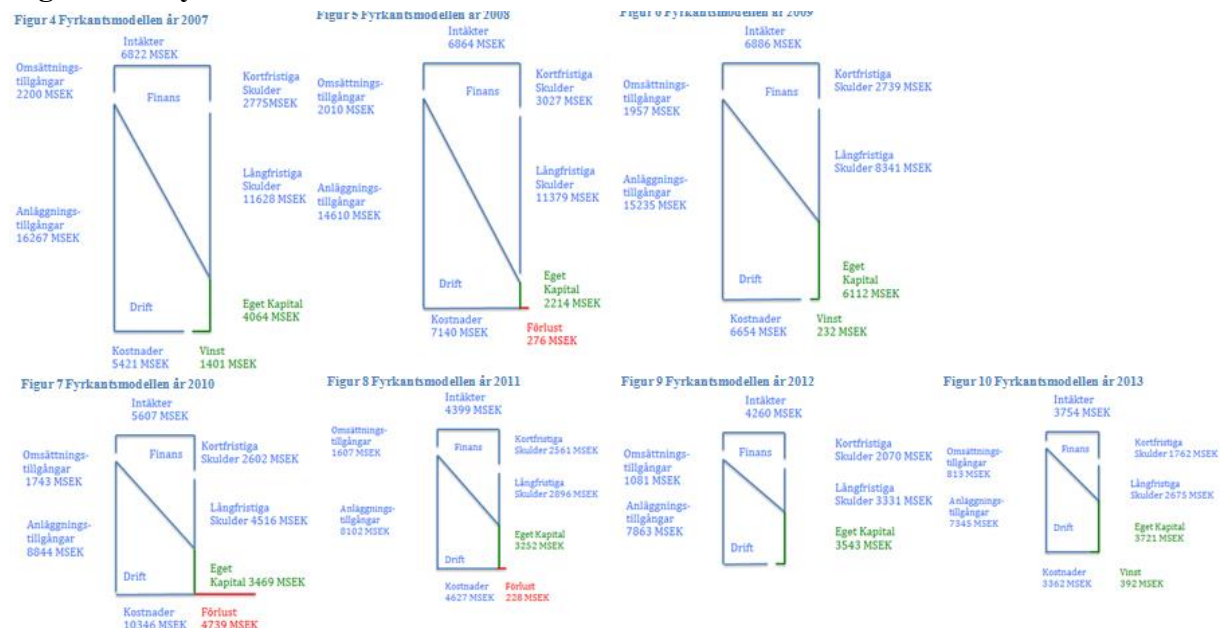 Figur 4 Fyrkantsmodellen år 2007
Intäkter
6822 MSEK
Omsättnings-
tillgångar
2200 MSEK
Finans
Kortfristiga
Skulder
2775MSEK
Långfristiga
Skulder
11628 MSEK
Anläggnings-
tillgångar
16267 MSEK
Drift
Eget Kapital
4064 MSEK
Kostnader
5421 MSEK
Vinst
1401 MSEK
Figur 5 Fyrkantsmodellen år 2008
Intäkter
6864 MSEK
Omsättnings-
tillgångar
2010 MSEK
Finans
Kortfristiga
Skulder
3027 MSEK
Långfristiga
Skulder
11379 MSEK
Anläggnings-
tillgångar
14610 MSEK
Drift
Eget
Kapital
2214 MSEK
Kostnader
7140 MSEK
Förlust
276 MSEK
Figur 6 Fyrkantsmodellen år 2009
Intäkter
6886 MSEK
Omsättnings-
tillgångar
1957 MSEK
Finans
Kortfristiga
Skulder 2739 MSEK
Långfristiga
Skulder 8341 MSEK
Anläggnings-
tillgångar
15235 MSEK
Drift
Eget
Kapital
6112 MSEK
Kostnader
6654 MSEK
Vinst
232 MSEK
Figur 7 Fyrkantsmodellen år 2010
Intäkter
5607 MSEK
Omsättnings-
tillgångar
1743 MSEK
Finans
Kortfristiga
Skulder 2602 MSEK
Långfristiga
Skulder 4516 MSEK
Anläggnings-
tillgångar
8844 MSEK
Drift
Eget
Kapital 3469 MSEK
Kostnader
10346 MSEK
Förlust
4739 MSEK
Figur 8 Fyrkantsmodellen år 2011
Intäkter
4399 MSEK
Omsättnings-
tillgångar
1607 MSEK
Finans
Kortfristiga
Skulder 2561 MSEK
Långfristiga
Skulder 2896 MSEK
Anläggnings-
tillgångar
8102 MSEK
Drift
Eget Kapital
3252 MSEK
Kostnader
4627 MSEK
Förlust
228 MSEK
Figur 9 Fyrkantsmodellen år 2012
Intäkter
4260 MSEK
Omsättnings-
tillgångar
1081 MSEK
Finans
Kortfristiga
Skulder 2070 MSEK
Långfristiga
Skulder 3331 MSEK
Anläggnings-
tillgångar
7863 MSEK
Drift
Eget Kapital
3543 MSEK
Figur 10 Fyrkantsmodellen år 2013
Intäkter
3754 MSEK
Omsättnings-
tillgångar
813 MSEK
Finans
Kortfristiga
Skulder 1762 MSEK
Långfristiga
Skulder 2675 MSEK
Anläggnings-
tillgångar
7345 MSEK
Drift
Eget Kapital
3721 MSEK
Kostnader
3362 MSEK
Vinst
392 MSEK